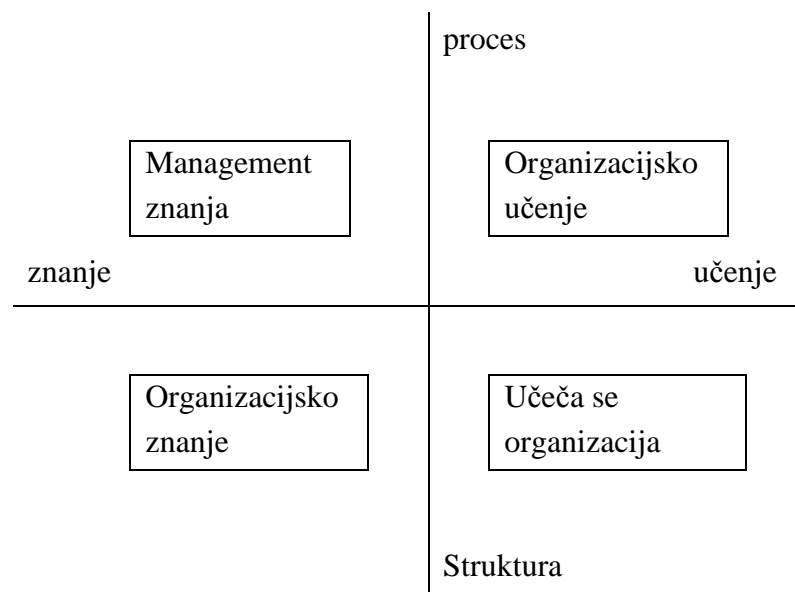 proces
Management
znanja
Organizacijsko
učenje
znanje
učenje
Organizacijsko
znanje
Učeča se
organizacija
Struktura